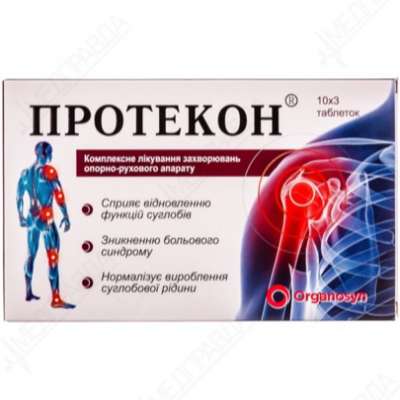 ПРОТЕКОН®
10х3
таблеток
Комплексне лікування захворювань
опорно-рухового апарату
Сприяє відновленню
функцій суглобів
Зникненню больового
синдрому
Нормалізує вироблення
суглобової рідини
Organosyn